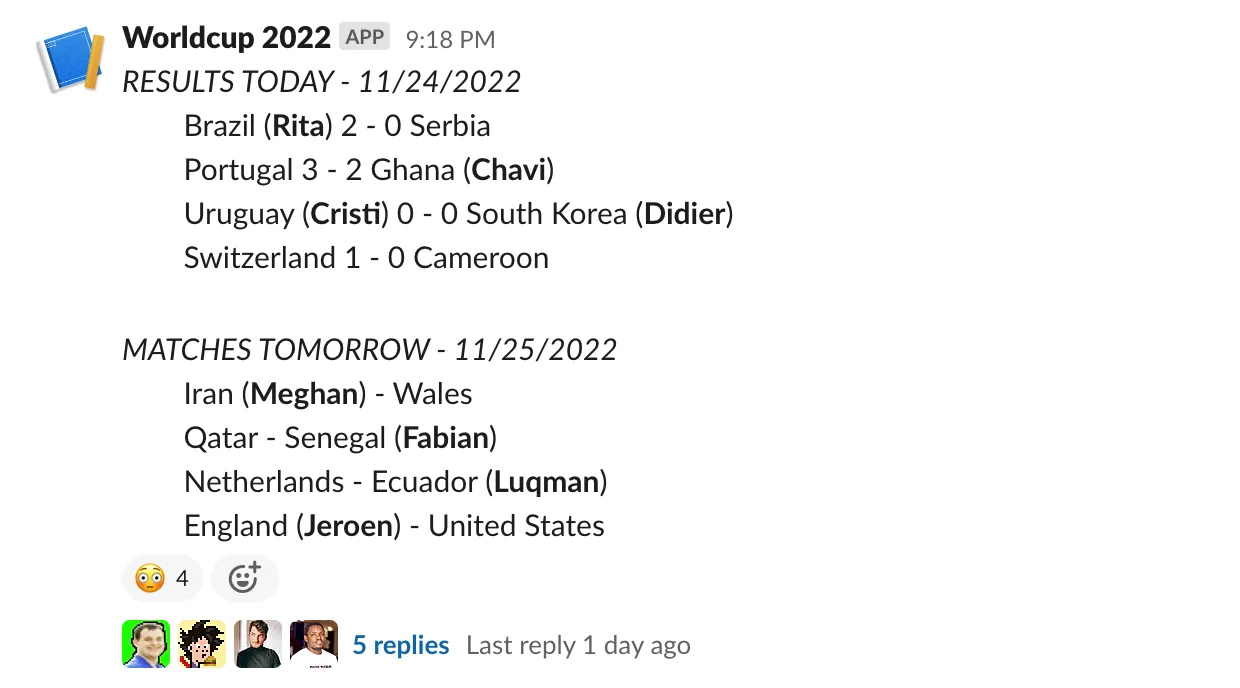 Worldcup 2022 APP 9:18 PM
RESULTS TODAY - 11/24/2022
Brazil (Rita) 2 - 0 Serbia
Portugal 3 - 2 Ghana (Chavi)
Uruguay (Cristi) 0 - 0 South Korea (Didier)
Switzerland 1 - 0 Cameroon
MATCHES TOMORROW - 11/25/2022
Iran (Meghan) - Wales
Qatar - Senegal (Fabian)
Netherlands - Ecuador (Luqman)
England (Jeroen) - United States
4
5 replies Last reply 1 day ago